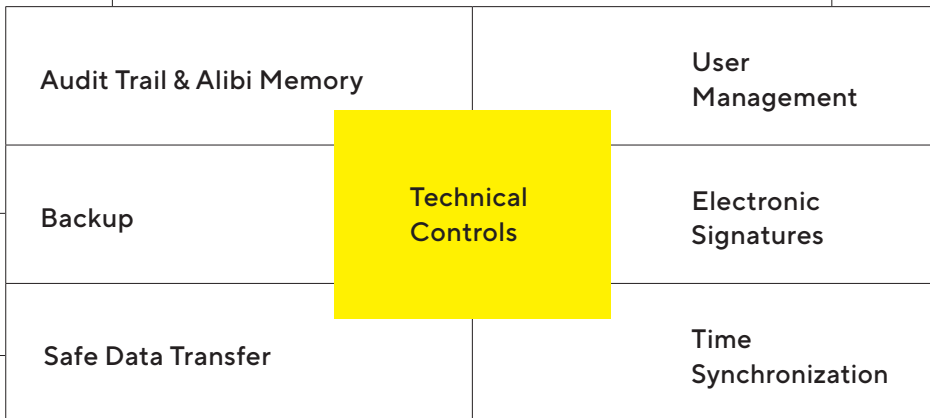 Audit Trail & Alibi Memory
User
Management
Backup
Technical
Controls
Electronic
Signatures
Safe Data Transfer
Time
Synchronization